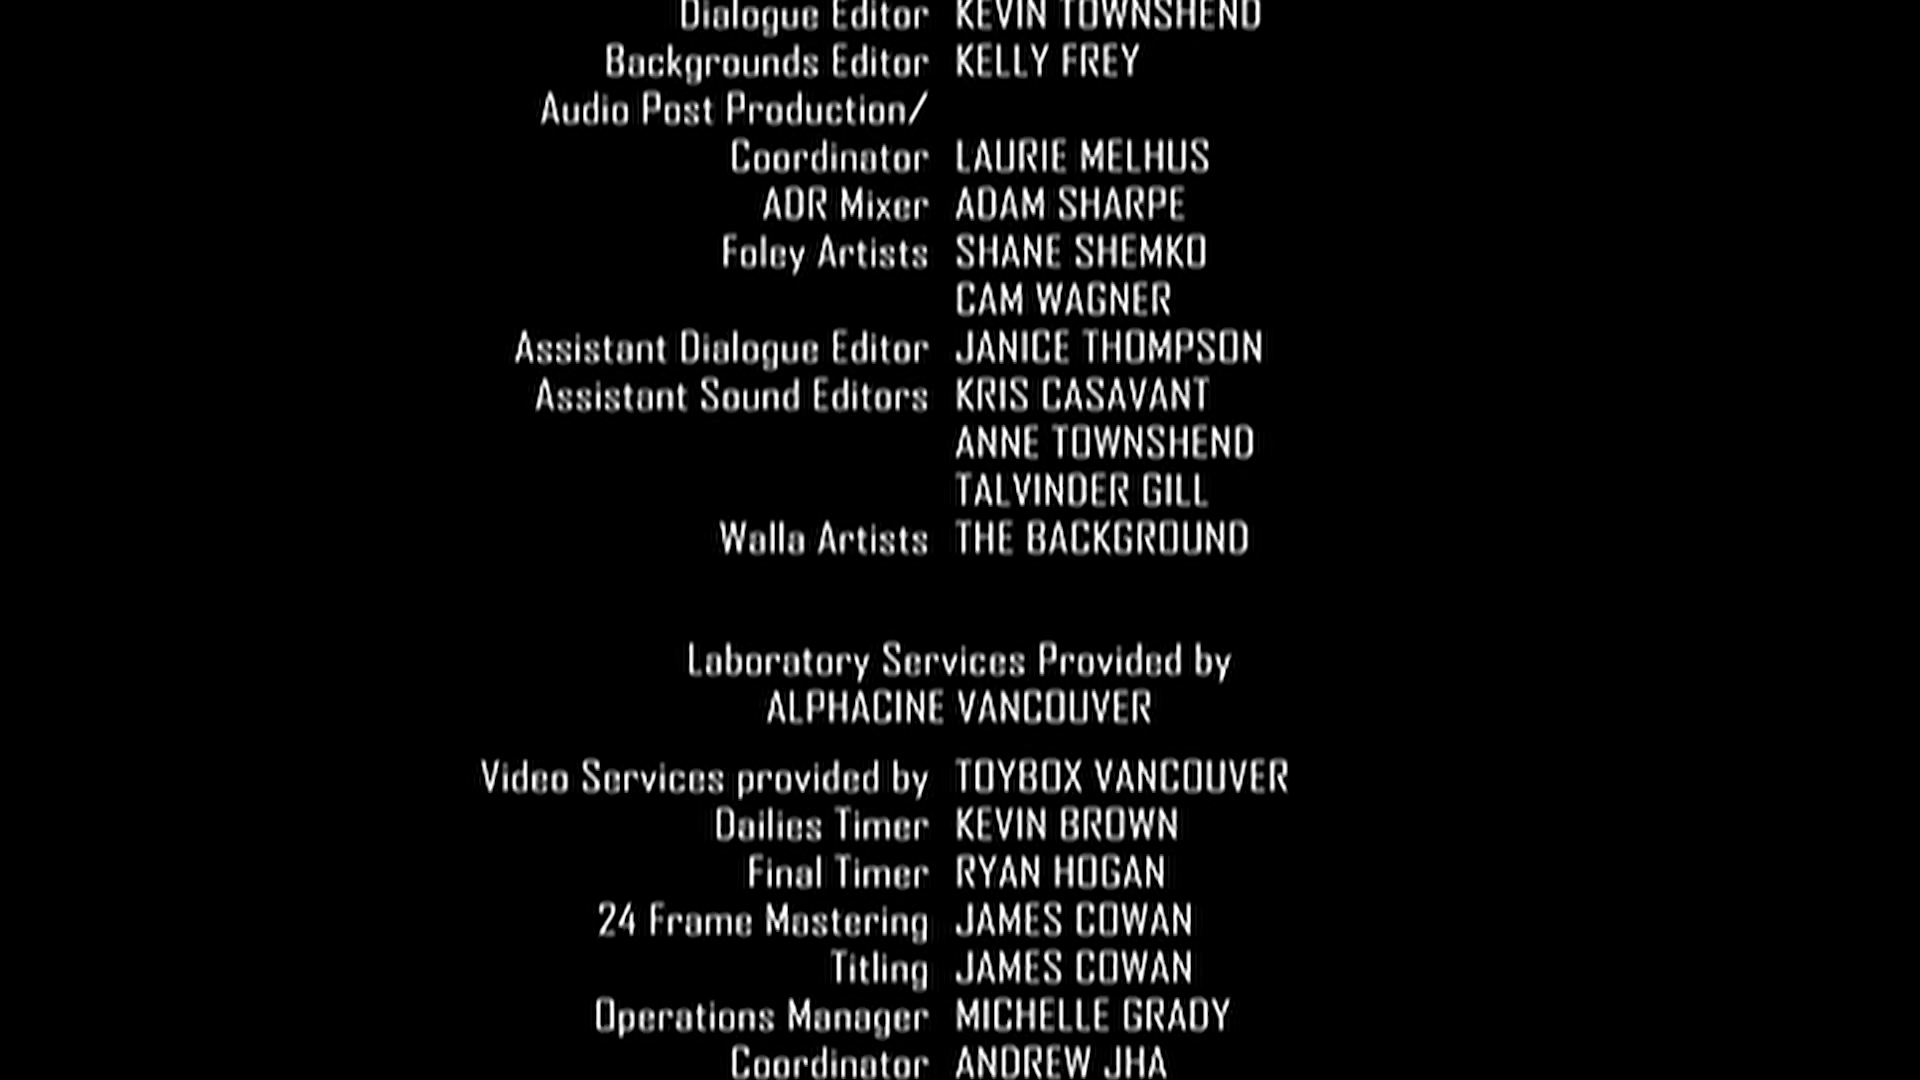 Dialogue Editor KEVIN TOWNSHEND
Backgrounds Editor KELLY FREY
Audio Post Production/
Coordinator LAURIE MELHUS
ADR Mixer ADAM SHARPE
Foley Artists SHANE SHEMKO
CAM WAGNER
Assistant Dialogue Editor JANICE THOMPSON
Assistant Sound Editors KRIS CASAVANT
ANNE TOWNSHEND
TALVINDER GILL
Walla Artists THE BACKGROUND
Laboratory Services Provided by
ALPHACINE VANCOUVER
Video Services provided by TOYBOX VANCOUVER
Dailies Timer KEVIN BROWN
Final Timer RYAN HOGAN
24 Frame Mastering JAMES COWAN
Titling JAMES COWAN
Operations Manager MICHELLE GRADY
Coordinator ANDREW JHA